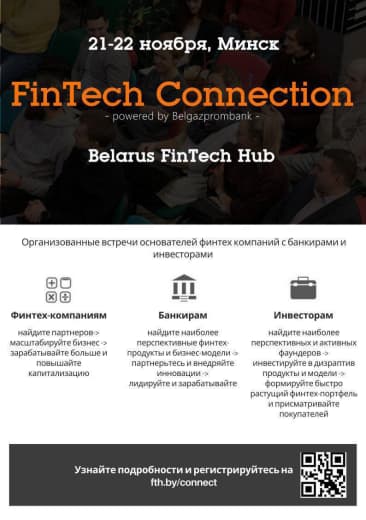 21-22 ноября, Минск
FinTech Connection
- powered by Belgazprombank -
Belarus FinTech Hub
Организованные встречи основателей финтех компаний с банкирами и
инвесторами
Финтех-компаниям
найдите партнеров->
масштабируйте бизнес ->
зарабатывайте больше и
повышайте
капитализацию
Банкирам
найдите наиболее
перспективные финтех-
продукты и бизнес-модели ->
партнерьтесь и внедряйте
инновации ->
лидируйте и зарабатывайте
Инвесторам
найдите наиболее
перспективных и активных
фаундеров ->
инвестируйте в дизраптив
продукты и модели ->
формируйте быстро
растущий финтех-портфель
и присматривайте
покупателей
Узнайте подробности и регистрируйтесь на
fth.by/connect